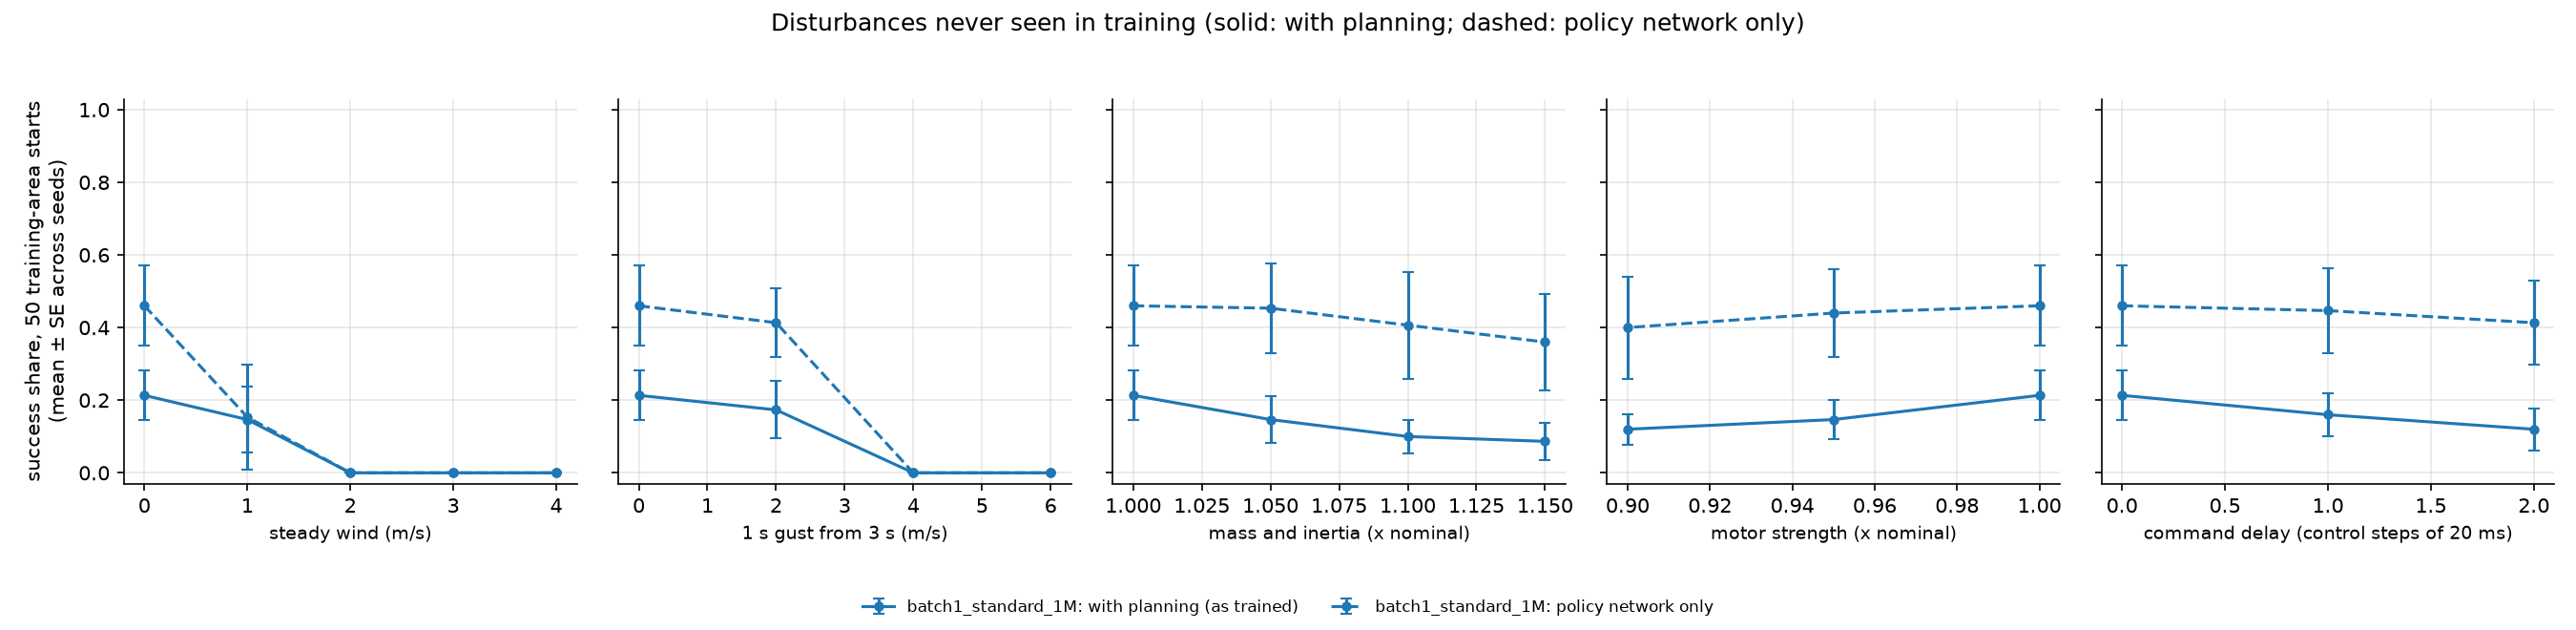 Disturbances never seen in training (solid: with planning; dashed: policy network only)
success share, 50 training-area starts
(mean ± SE across seeds)
1.0
0.8
0.6
0.4
0.2
0.0
0 1 2 3 4
steady wind (m/s)
0 1 2 3 4 5 6
1 s gust from 3 s (m/s)
1.000 1.025 1.050 1.075 1.100 1.125 1.150
mass and inertia (x nominal)
0.90 0.92 0.94 0.96 0.98 1.00
motor strength (x nominal)
0.0 0.5 1.0 1.5 2.0
command delay (control steps of 20 ms)
batch1_standard_1M: with planning (as trained)
batch1_standard_1M: policy network only